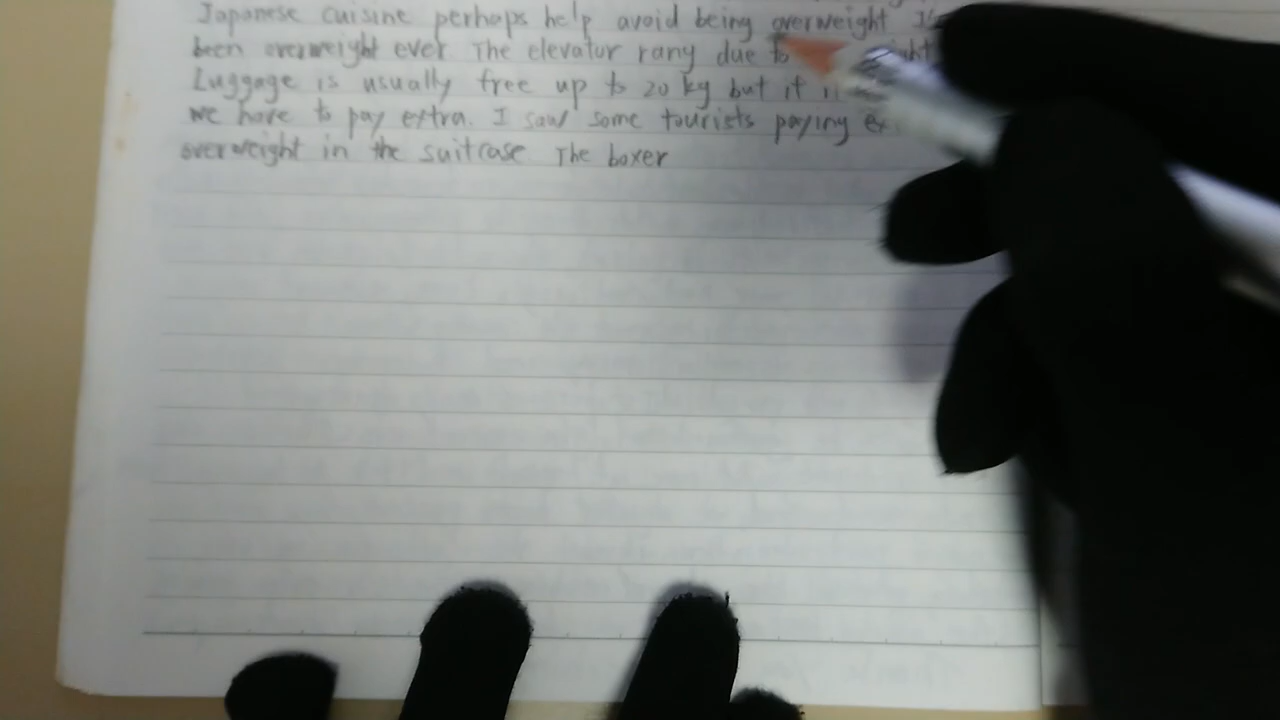 Japanese cuisine perhaps help avoid being overweight
been overweight ever. The elevator rang due to
Luggage is usually free up to 20 kg but it
we have to pay extra. I saw some tourists paying
overweight in the suitcase The boxer